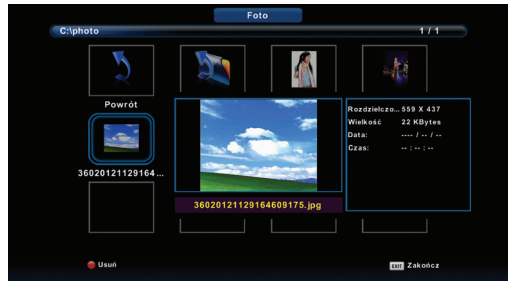 Foto
C:\photo
1 / 1
Powrót
Rozdzielczo... 559 X 437
Wielkość 22 KBytes
Data: ---- / -- / --
Czas: -- : -- : --
36020121129164...
36020121129164609175.jpg
Usuń
EXIT Zakończ